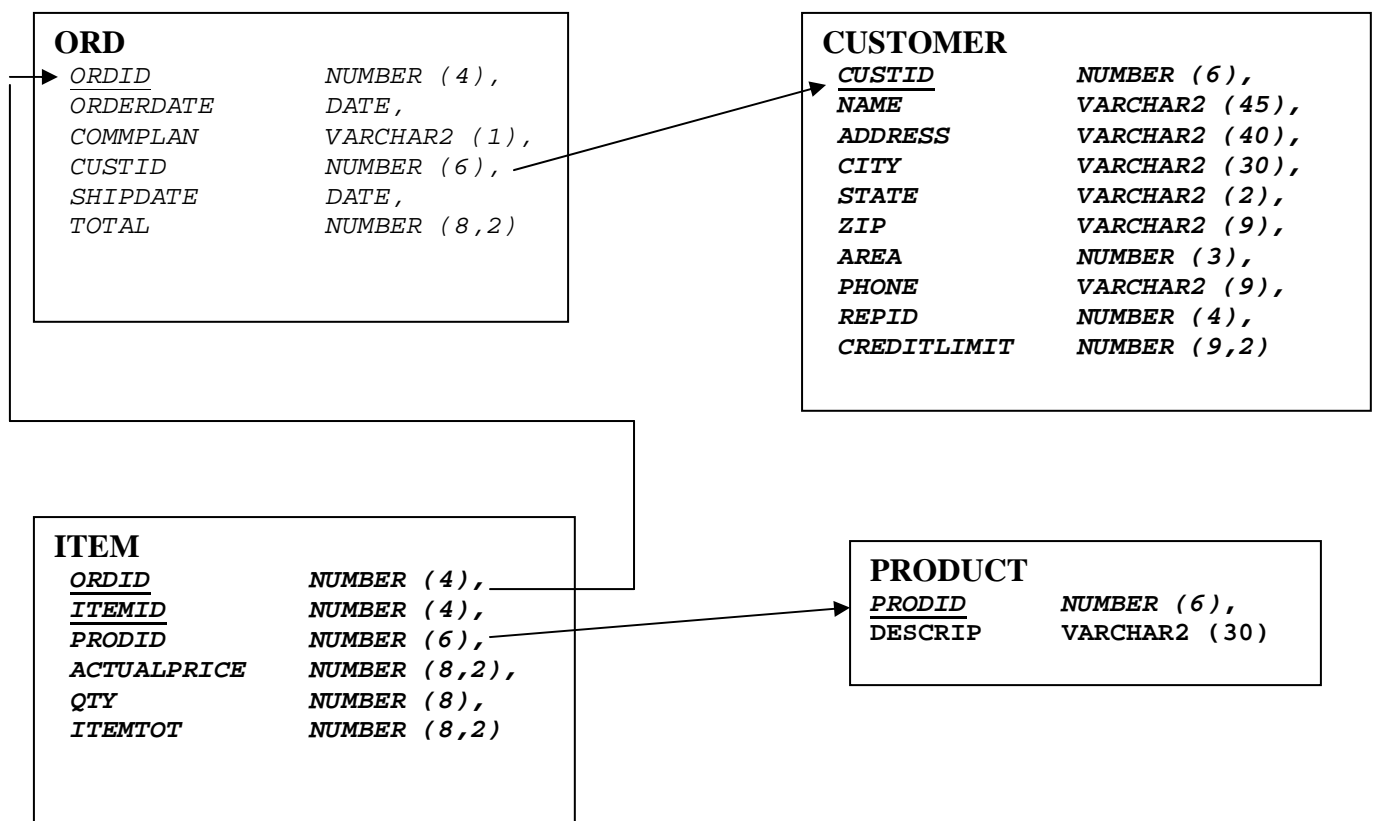 ORD
ORDID NUMBER (4),
ORDERDATE DATE,
COMMPLAN VARCHAR2 (1),
CUSTID NUMBER (6),
SHIPDATE DATE,
TOTAL NUMBER (8,2)
CUSTOMER
CUSTID NUMBER (6),
NAME VARCHAR2 (45),
ADDRESS VARCHAR2 (40),
CITY VARCHAR2 (30),
STATE VARCHAR2 (2),
ZIP VARCHAR2 (9),
AREA NUMBER (3),
PHONE VARCHAR2 (9),
REPID NUMBER (4),
CREDITLIMIT NUMBER (9,2)
ITEM
ORDID NUMBER (4),
ITEMID NUMBER (4),
PRODID NUMBER (6),
ACTUALPRICE NUMBER (8,2),
QTY NUMBER (8),
ITEMTOT NUMBER (8,2)
PRODUCT
PRODID NUMBER (6),
DESCRIP VARCHAR2 (30)